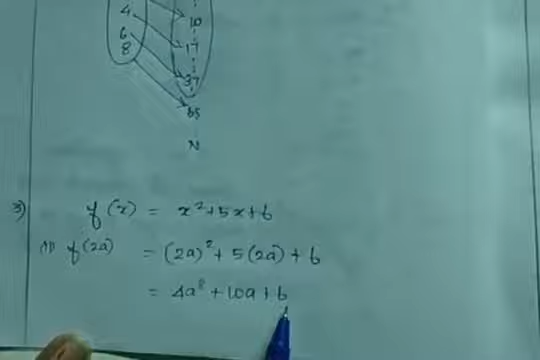 4
10
6
17
8
37
65
N
3) f(x) = x²+5x+6
(ii) f(2a) = (2a)²+5(2a)+6
= 4a²+10a+6